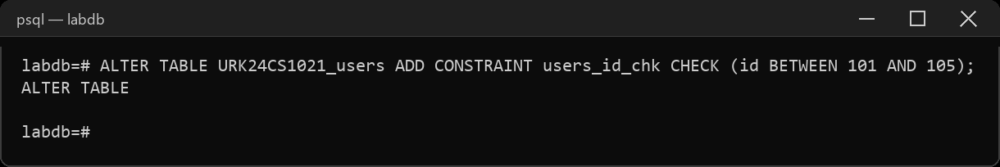 psql — labdb
labdb=# ALTER TABLE URK24CS1021_users ADD CONSTRAINT users_id_chk CHECK (id BETWEEN 101 AND 105);
ALTER TABLE
labdb=#